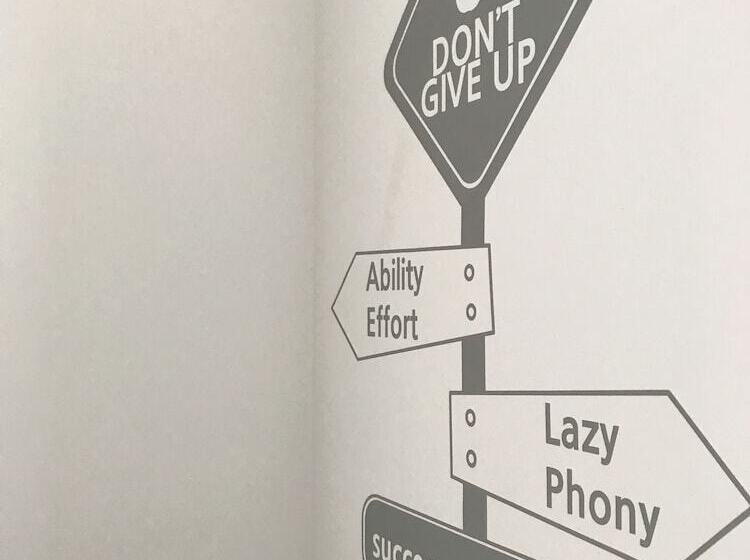 DON'T
GIVE UP
Ability
Effort
Lazy
Phony